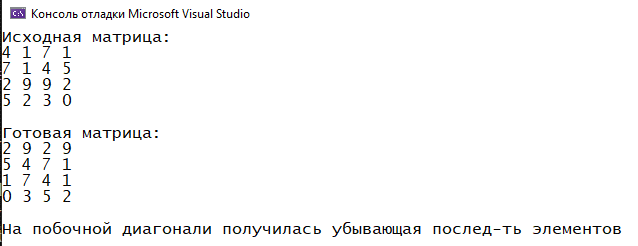 Консоль отладки Microsoft Visual Studio
Исходная матрица:
4 1 7 1
7 1 4 5
2 9 9 2
5 2 3 0
Готовая матрица:
2 9 2 9
5 4 7 1
1 7 4 1
0 3 5 2
На побочной диагонали получилась убывающая послед-ть элементов